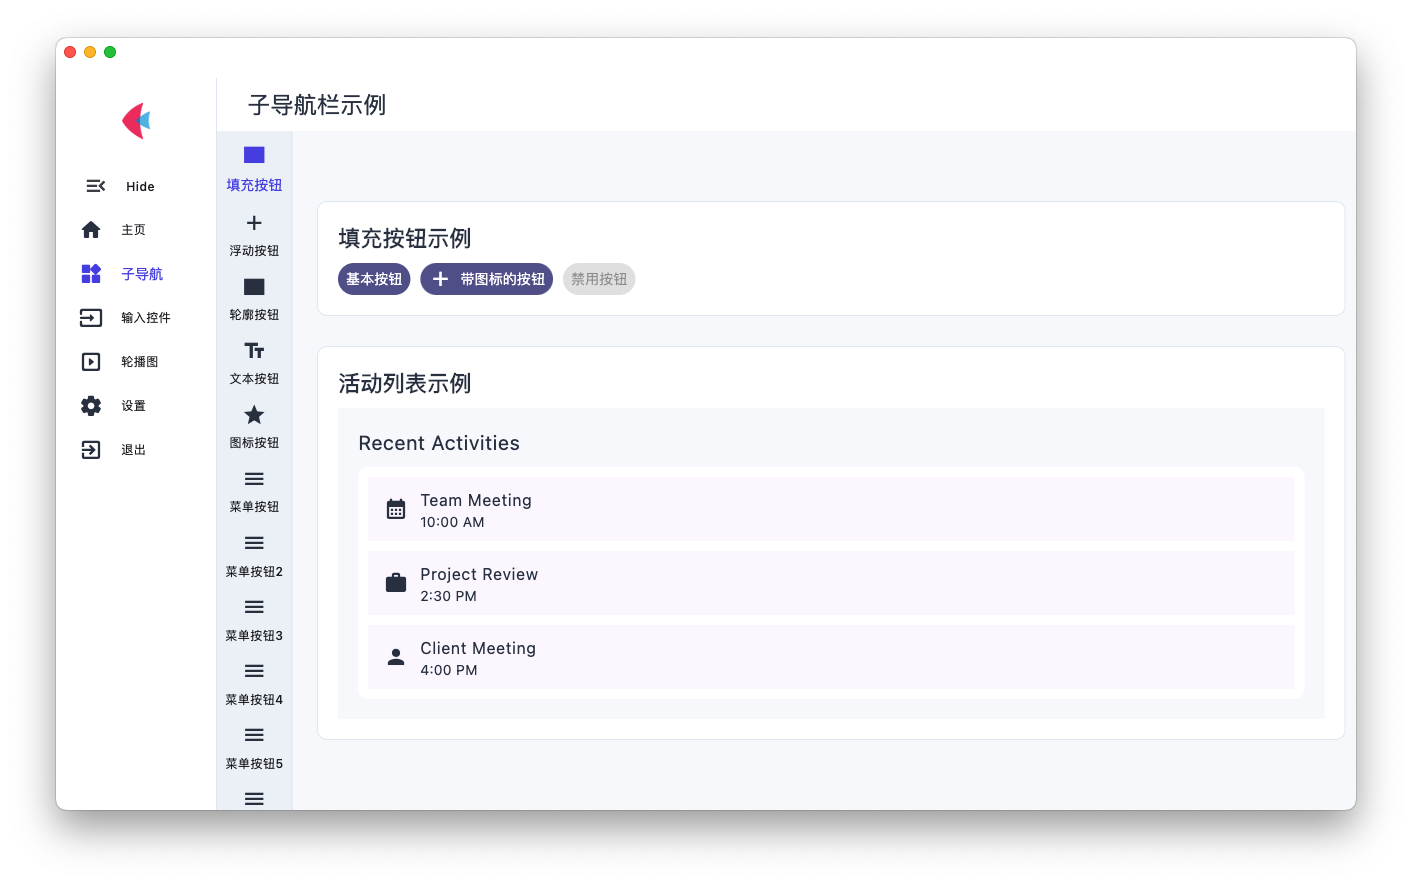 子导航栏示例
Hide
主页
子导航
输入控件
轮播图
设置
退出
填充按钮
浮动按钮
轮廓按钮
文本按钮
图标按钮
菜单按钮
菜单按钮2
菜单按钮3
菜单按钮4
菜单按钮5
填充按钮示例
基本按钮
带图标的按钮
禁用按钮
活动列表示例
Recent Activities
Team Meeting
10:00 AM
Project Review
2:30 PM
Client Meeting
4:00 PM